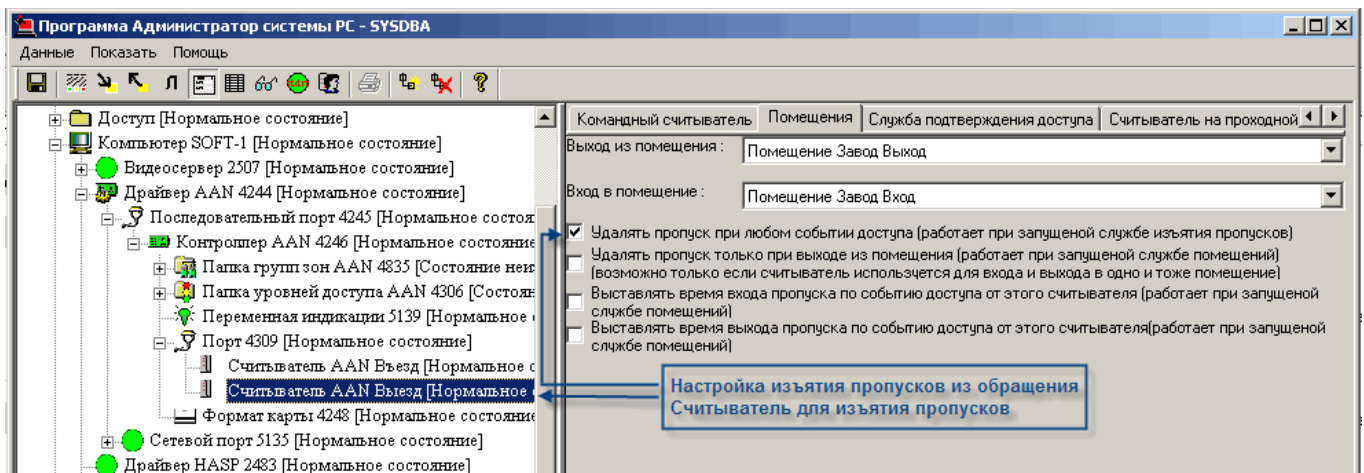 Программа Администратор системы PC - SYSDBA
Данные Показать Помощь
Л
Доступ [Нормальное состояние]
Компьютер SOFT-1 [Нормальное состояние]
Видеосервер 2507 [Нормальное состояние]
Драйвер AAN 4244 [Нормальное состояние]
Последовательный порт 4245 [Нормальное состоя
Контроллер AAN 4246 [Нормальное состояние
Папка групп зон AAN 4835 [Состояние неи
Папка уровней доступа AAN 4306 [Состоян
Переменная индикации 5139 [Нормальное
Порт 4309 [Нормальное состояние]
Считыватель AAN Въезд [Нормальное с
Считыватель AAN Выезд [Нормальное
Формат карты 4248 [Нормальное состояние
Сетевой порт 5135 [Нормальное состояние]
Драйвер HASP 2483 [Нормальное состояние]
Командный считыватель Помещения Служба подтверждения доступа Считыватель на проходной
Выход из помещения : Помещение Завод Выход
Вход в помещение : Помещение Завод Вход
Удалять пропуск при любом событии доступа (работает при запущеной службе изъятия пропусков)
Удалять пропуск только при выходе из помещения (работает при запущеной службе помещений)
(возможно только если считыватель используется для входа и выхода в одно и тоже помещение)
Выставлять время входа пропуска по событию доступа от этого считывателя (работает при запущеной
службе помещений)
Выставлять время выхода пропуска по событию доступа от этого считывателя(работает при запущеной
службе помещений)
Настройка изъятия пропусков из обращения
Считыватель для изъятия пропусков